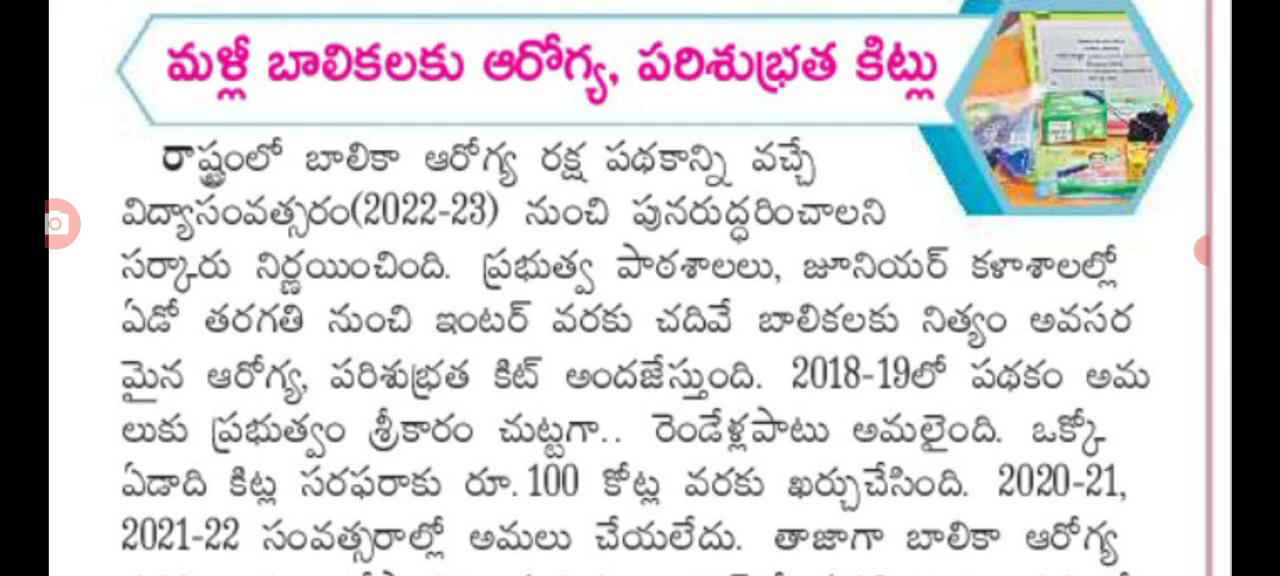 మళ్లీ బాలికలకు ఆరోగ్య, పరిశుభ్రత కిట్లు
రాష్ట్రంలో బాలికా ఆరోగ్య రక్ష పథకాన్ని వచ్చే
విద్యాసంవత్సరం(2022-23) నుంచి పునరుద్ధరించాలని
సర్కారు నిర్ణయించింది. ప్రభుత్వ పాఠశాలలు, జూనియర్ కళాశాలల్లో
ఏడో తరగతి నుంచి ఇంటర్ వరకు చదివే బాలికలకు నిత్యం అవసర
మైన ఆరోగ్య, పరిశుభ్రత కిట్ అందజేస్తుంది. 2018-19లో పథకం అమ
లుకు ప్రభుత్వం శ్రీకారం చుట్టగా.. రెండేళ్లపాటు అమలైంది. ఒక్కో
ఏడాది కిట్ల సరఫరాకు రూ. 100 కోట్ల వరకు ఖర్చుచేసింది. 2020-21,
2021-22 సంవత్సరాల్లో అమలు చేయలేదు. తాజాగా బాలికా ఆరోగ్య